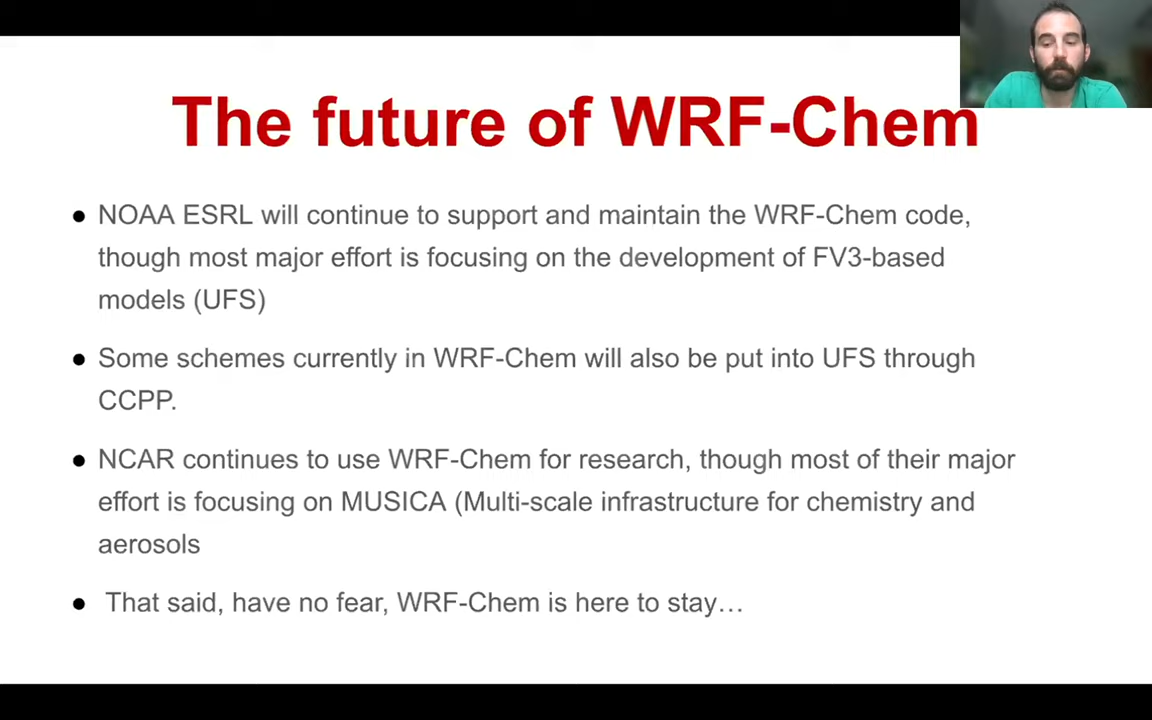 The future of WRF-Chem
● NOAA ESRL will continue to support and maintain the WRF-Chem code,
though most major effort is focusing on the development of FV3-based
models (UFS)
● Some schemes currently in WRF-Chem will also be put into UFS through
CCPP.
● NCAR continues to use WRF-Chem for research, though most of their major
effort is focusing on MUSICA (Multi-scale infrastructure for chemistry and
aerosols
● That said, have no fear, WRF-Chem is here to stay…